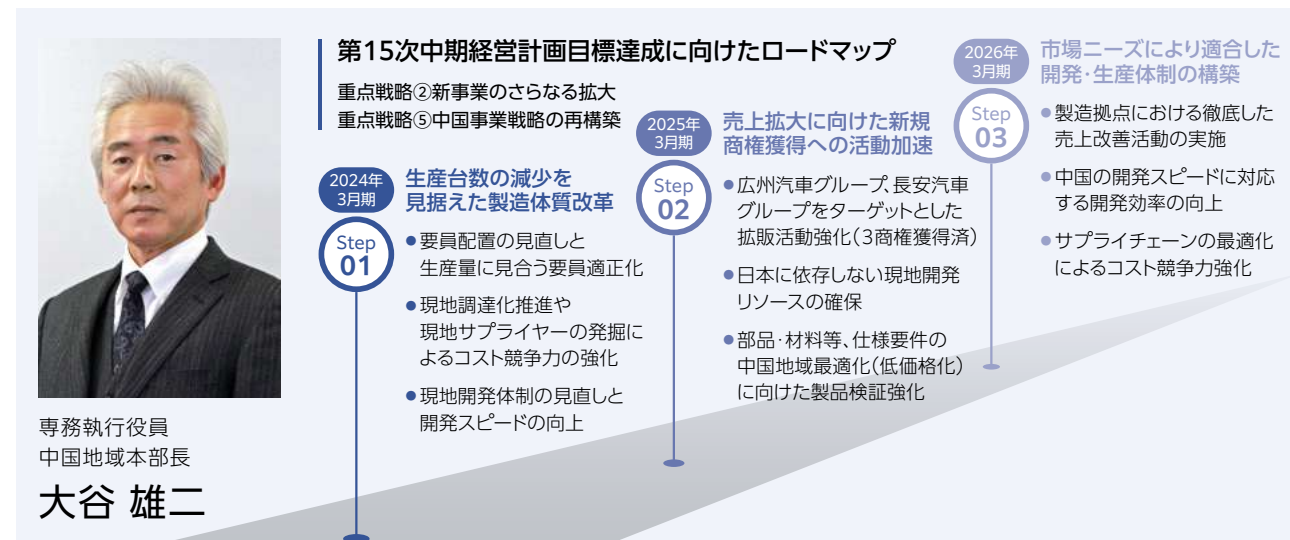 第15次中期経営計画目標達成に向けたロードマップ
重点戦略②新事業のさらなる拡大
重点戦略⑤中国事業戦略の再構築
2024年
3月期
Step
01
生産台数の減少を
見据えた製造体質改革
●要員配置の見直しと
生産量に見合う要員適正化
●現地調達化推進や
現地サプライヤーの発掘に
よるコスト競争力の強化
●現地開発体制の見直しと
開発スピードの向上
2025年
3月期
Step
02
売上拡大に向けた新規
商権獲得への活動加速
●広州汽車グループ、長安汽車
グループをターゲットとした
拡販活動強化(3商権獲得済)
●日本に依存しない現地開発
リソースの確保
●部品・材料等、仕様要件の
中国地域最適化(低価格化)
に向けた製品検証強化
2026年
3月期
Step
03
市場ニーズにより適合した
開発・生産体制の構築
●製造拠点における徹底した
売上改善活動の実施
●中国の開発スピードに対応
する開発効率の向上
●サプライチェーンの最適化
によるコスト競争力強化
専務執行役員
中国地域本部長
大谷 雄二